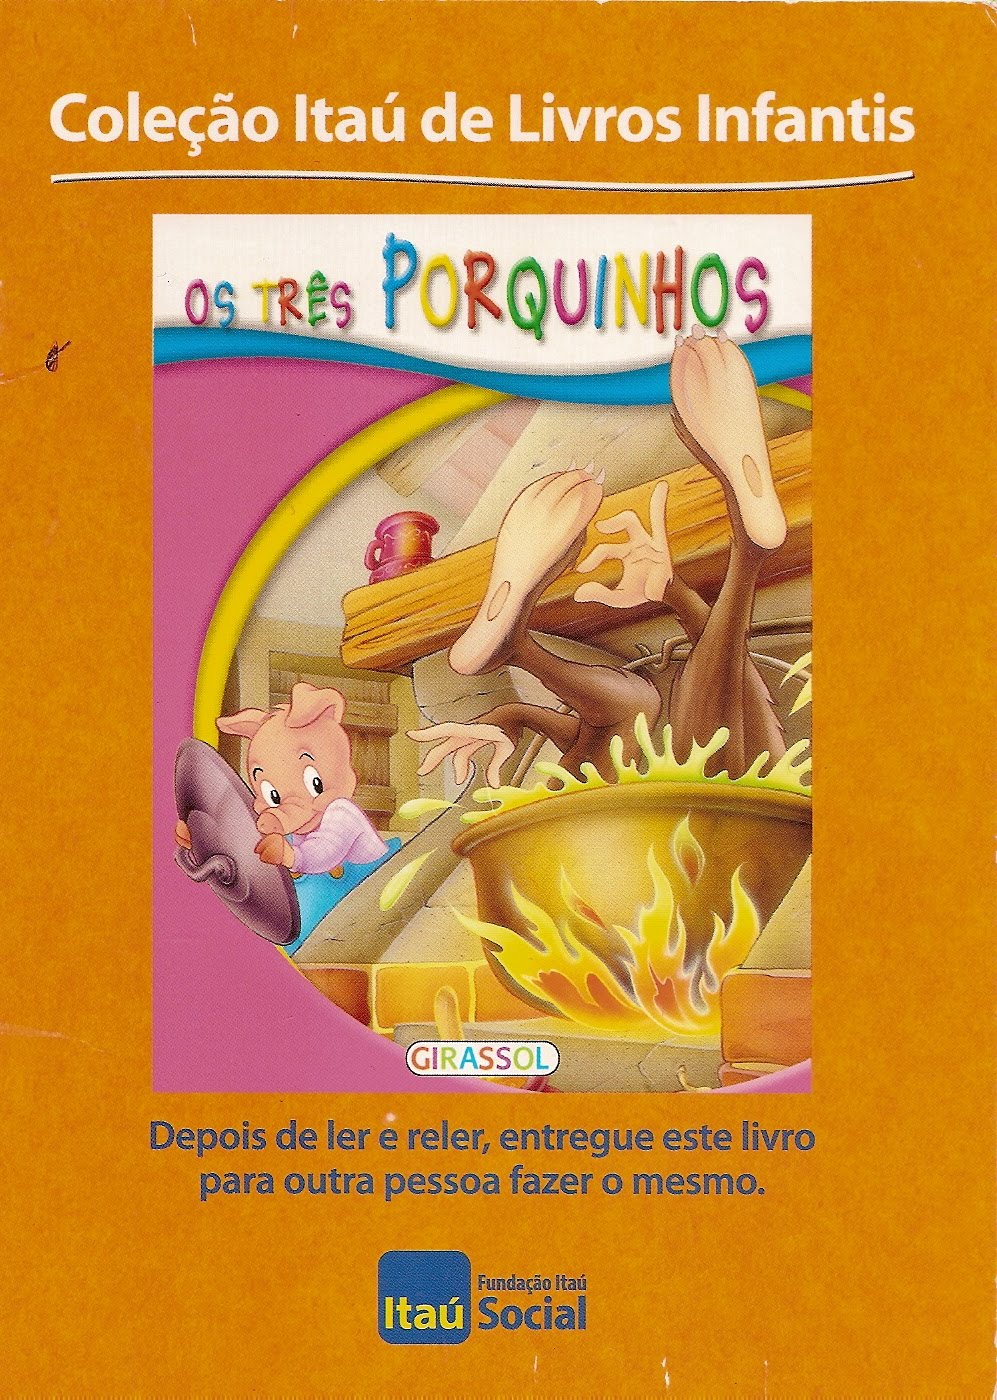 Coleção Itaú de Livros Infantis
OS TRÊS PORQUINHOS
GIRASSOL
Depois de ler e reler, entregue este livro
para outra pessoa fazer o mesmo.
Itaú
Fundação Itaú
Social